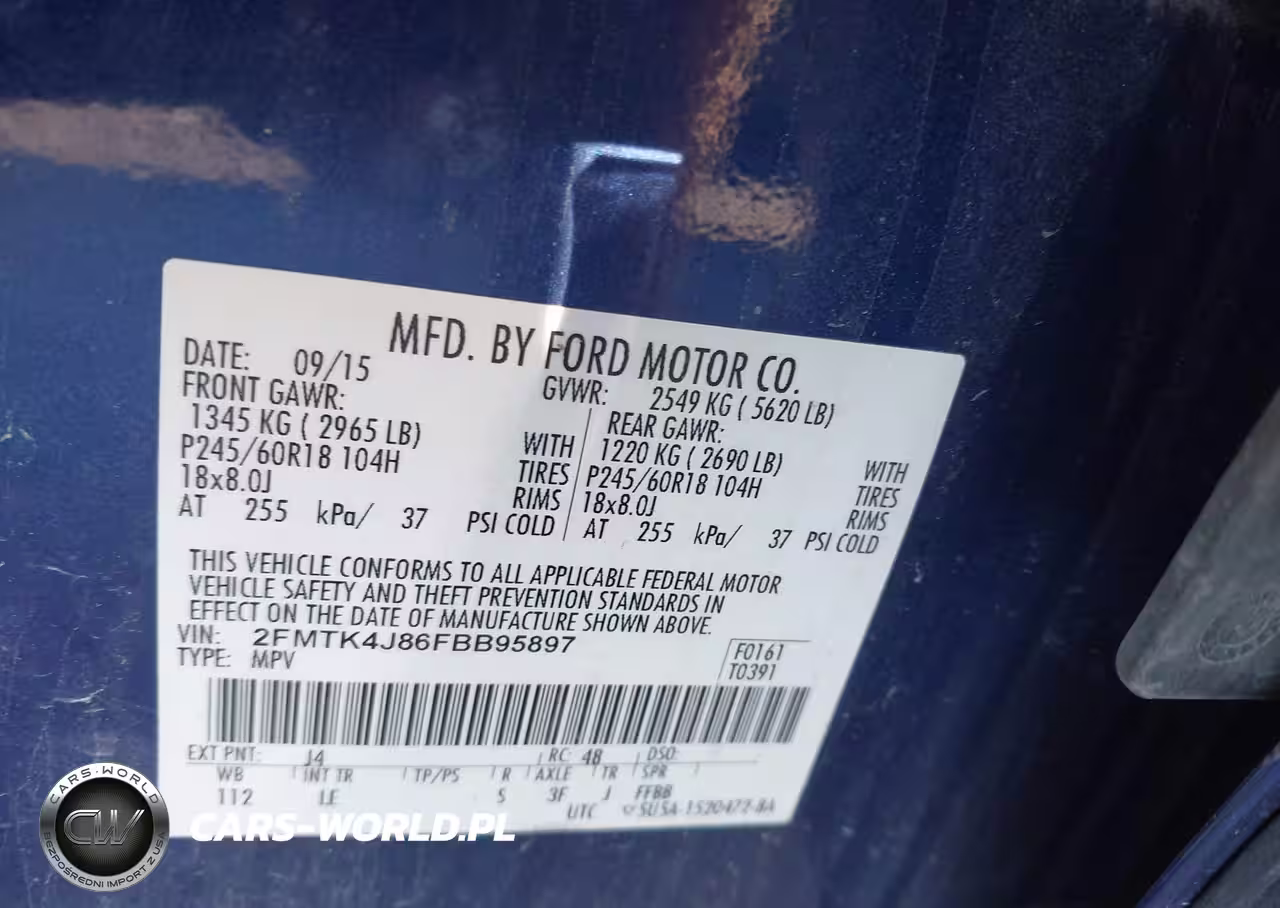 MFD. BY FORD MOTOR CO.
DATE: 09/15
GVWR: 2549 KG ( 5620 LB)
FRONT GAWR:
1345 KG ( 2965 LB)
WITH
P245/60R18 104H
TIRES
18x8.0J
RIMS
AT 255 kPa/ 37 PSI COLD
REAR GAWR:
1220 KG ( 2690 LB)
WITH
P245/60R18 104H
TIRES
18x8.0J
RIMS
AT 255 kPa/ 37 PSI COLD
THIS VEHICLE CONFORMS TO ALL APPLICABLE FEDERAL MOTOR
VEHICLE SAFETY AND THEFT PREVENTION STANDARDS IN
EFFECT ON THE DATE OF MANUFACTURE SHOWN ABOVE.
VIN: 2FMTK4J86FBB95897
TYPE: MPV
F0161
T0391
EXT PNT: J4 RC: 48 DSO:
WB INT TR TP/PS R AXLE TR SPR
112 LE S 3F J FFBB
UTC
CARS-WORLD
CW
BEZPOŚREDNI IMPORT Z USA
CARS-WORLD.PL